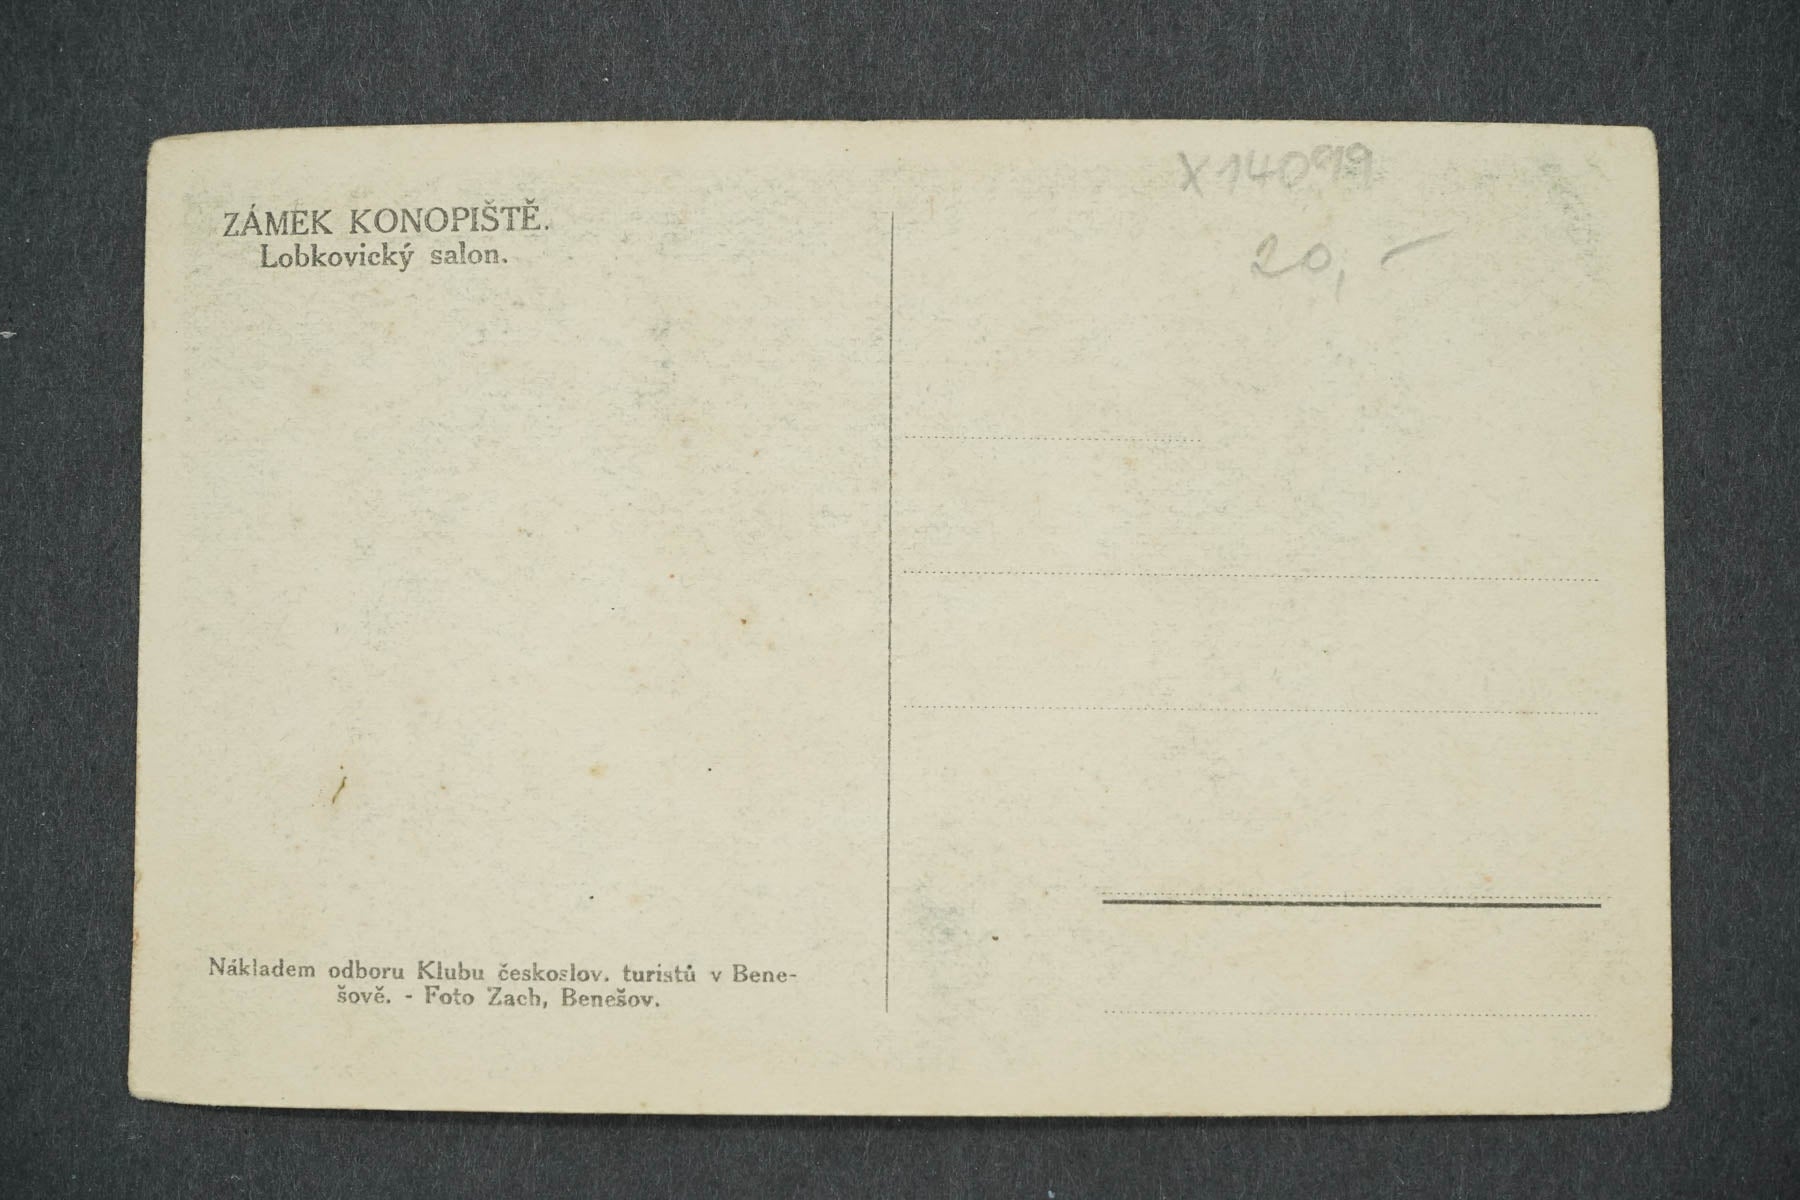 ZÁMEK KONOPIŠTĚ.
Lobkovický salon.
X14099
20,-
Nákladem odboru Klubu českoslov. turistů v Bene-
šově. - Foto Zach, Benešov.